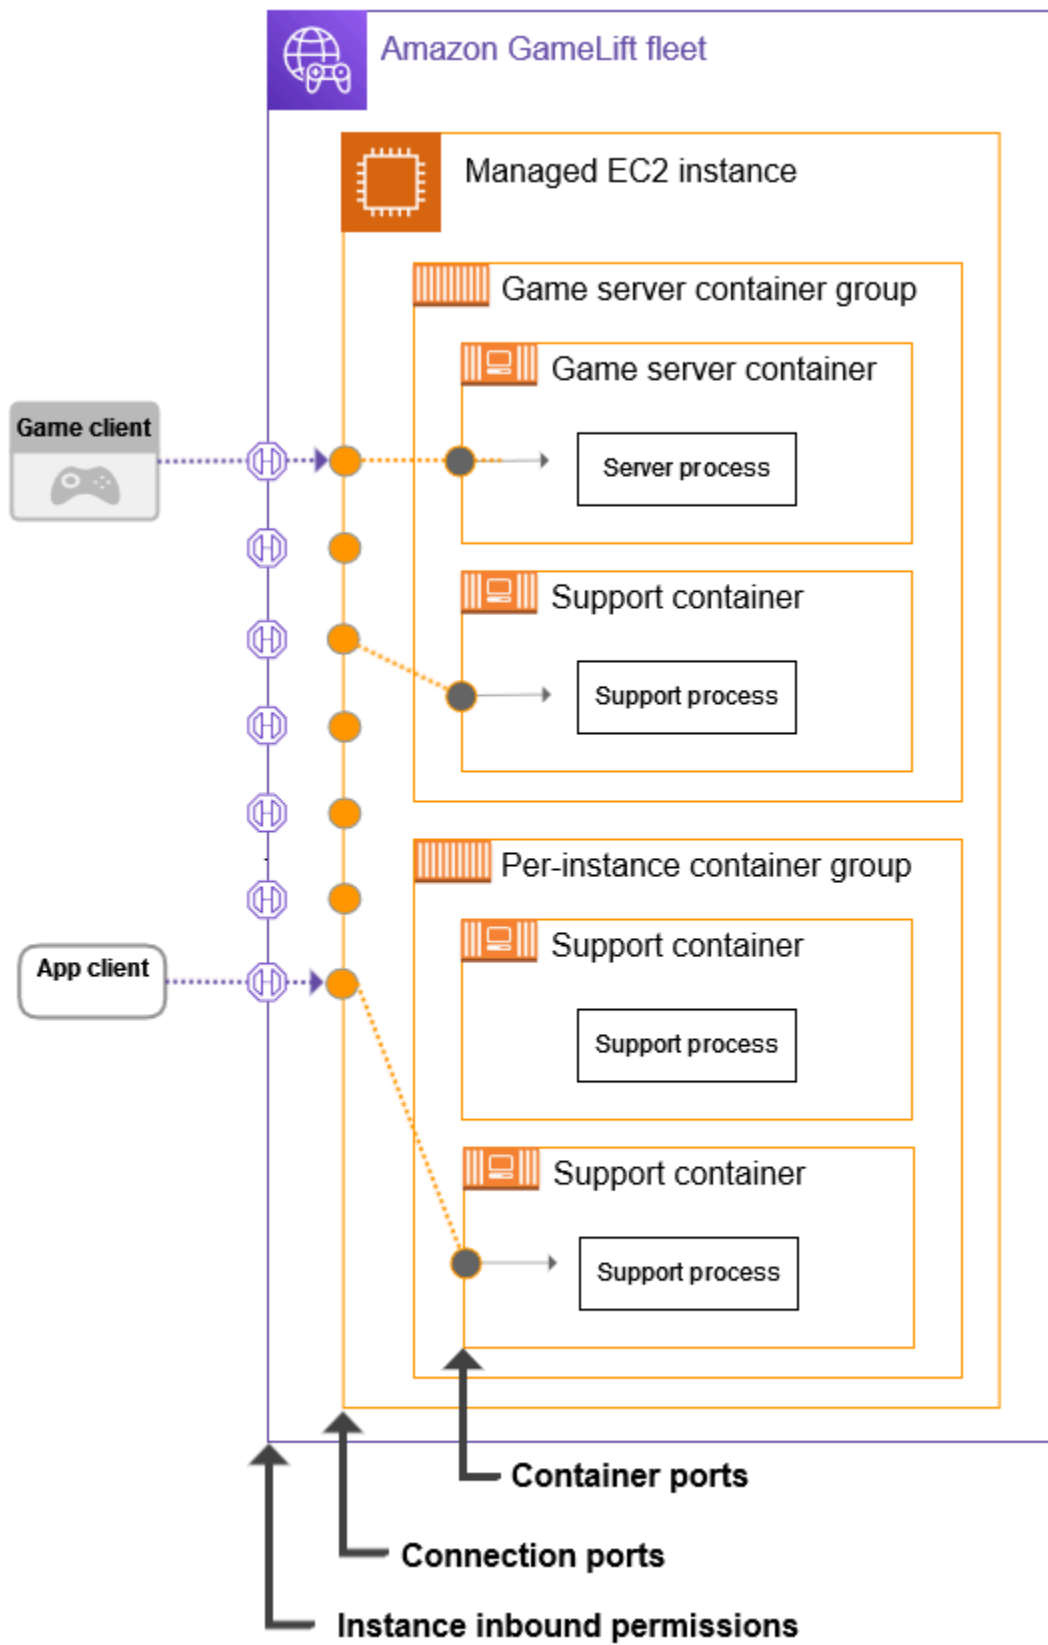 Amazon GameLift fleet
Managed EC2 instance
Game server container group
Game server container
Game client
Server process
Support container
Support process
Per-instance container group
Support container
App client
Support process
Support container
Support process
Container ports
Connection ports
Instance inbound permissions